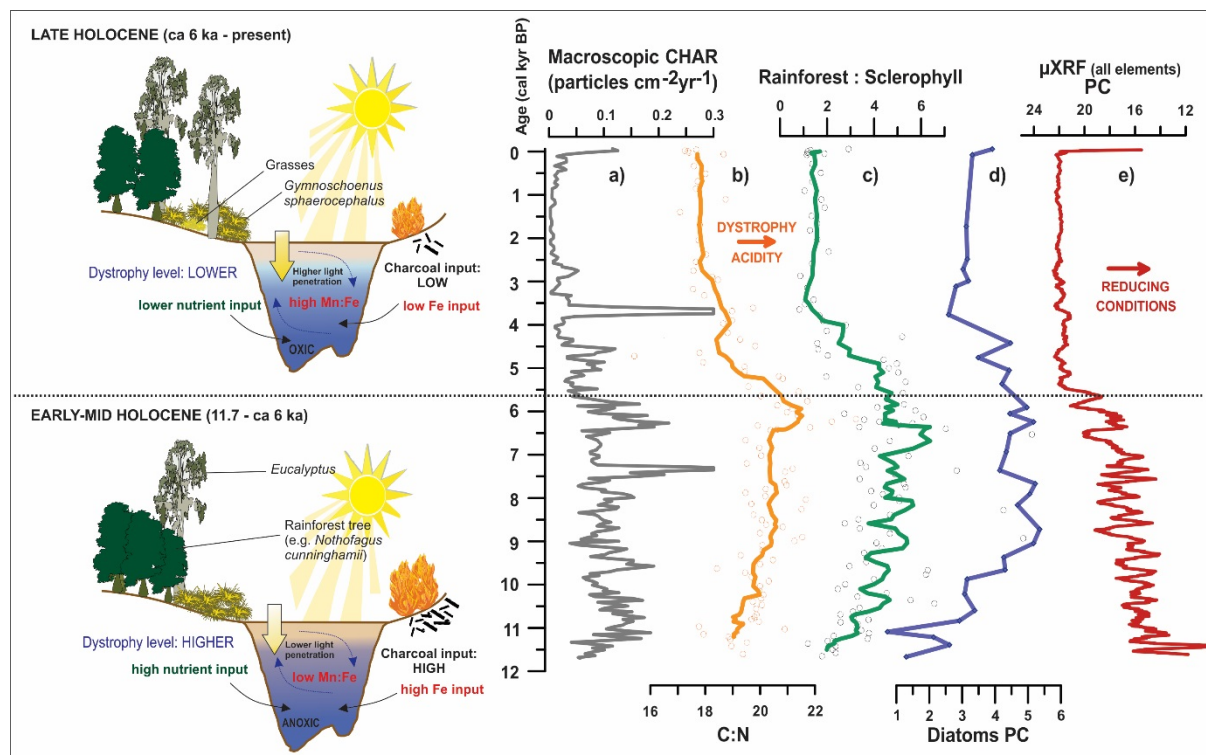 LATE HOLOCENE (ca 6 ka - present)
Grasses
Gymnoschoenus
sphaerocephalus
Dystrophy level: LOWER
Higher light
penetration
lower nutrient input
high Mn:Fe
Charcoal input:
LOW
low Fe input
OXIC
EARLY-MID HOLOCENE (11.7 - ca 6 ka)
Eucalyptus
Rainforest tree
(e.g. Nothofagus
cunninghamii)
Dystrophy level: HIGHER
Lower light
penetration
high nutrient input
low Mn:Fe
Charcoal input:
HIGH
high Fe input
ANOXIC
Age (cal kyr BP)
0
1
2
3
4
5
6
7
8
9
10
11
12
Macroscopic CHAR
(particles cm-2yr-1)
0 0.1 0.2 0.3
a)
b)
DYSTROPHY
ACIDITY
16 18 20 22
C:N
Rainforest : Sclerophyll
0 2 4 6
c)
d)
1 2 3 4 5 6
Diatoms PC
µXRF (all elements)
PC
24 20 16 12
e)
REDUCING
CONDITIONS